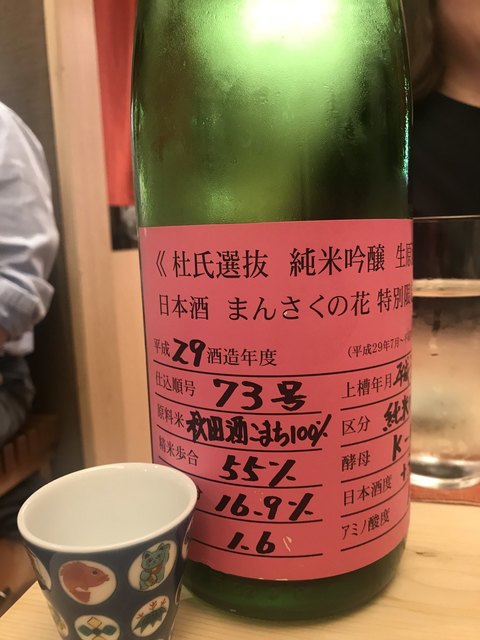 《杜氏選抜 純米吟醸 生原
日本酒 まんさくの花 特別限
平成29酒造年度
(平成29年7月～
仕込順号 73号
上槽年月 平成
原料米 秋田酒こまち100%
区分 純米
精米歩合 55%
酵母 K-
16.9%
日本酒度 +
1.6
アミノ酸度